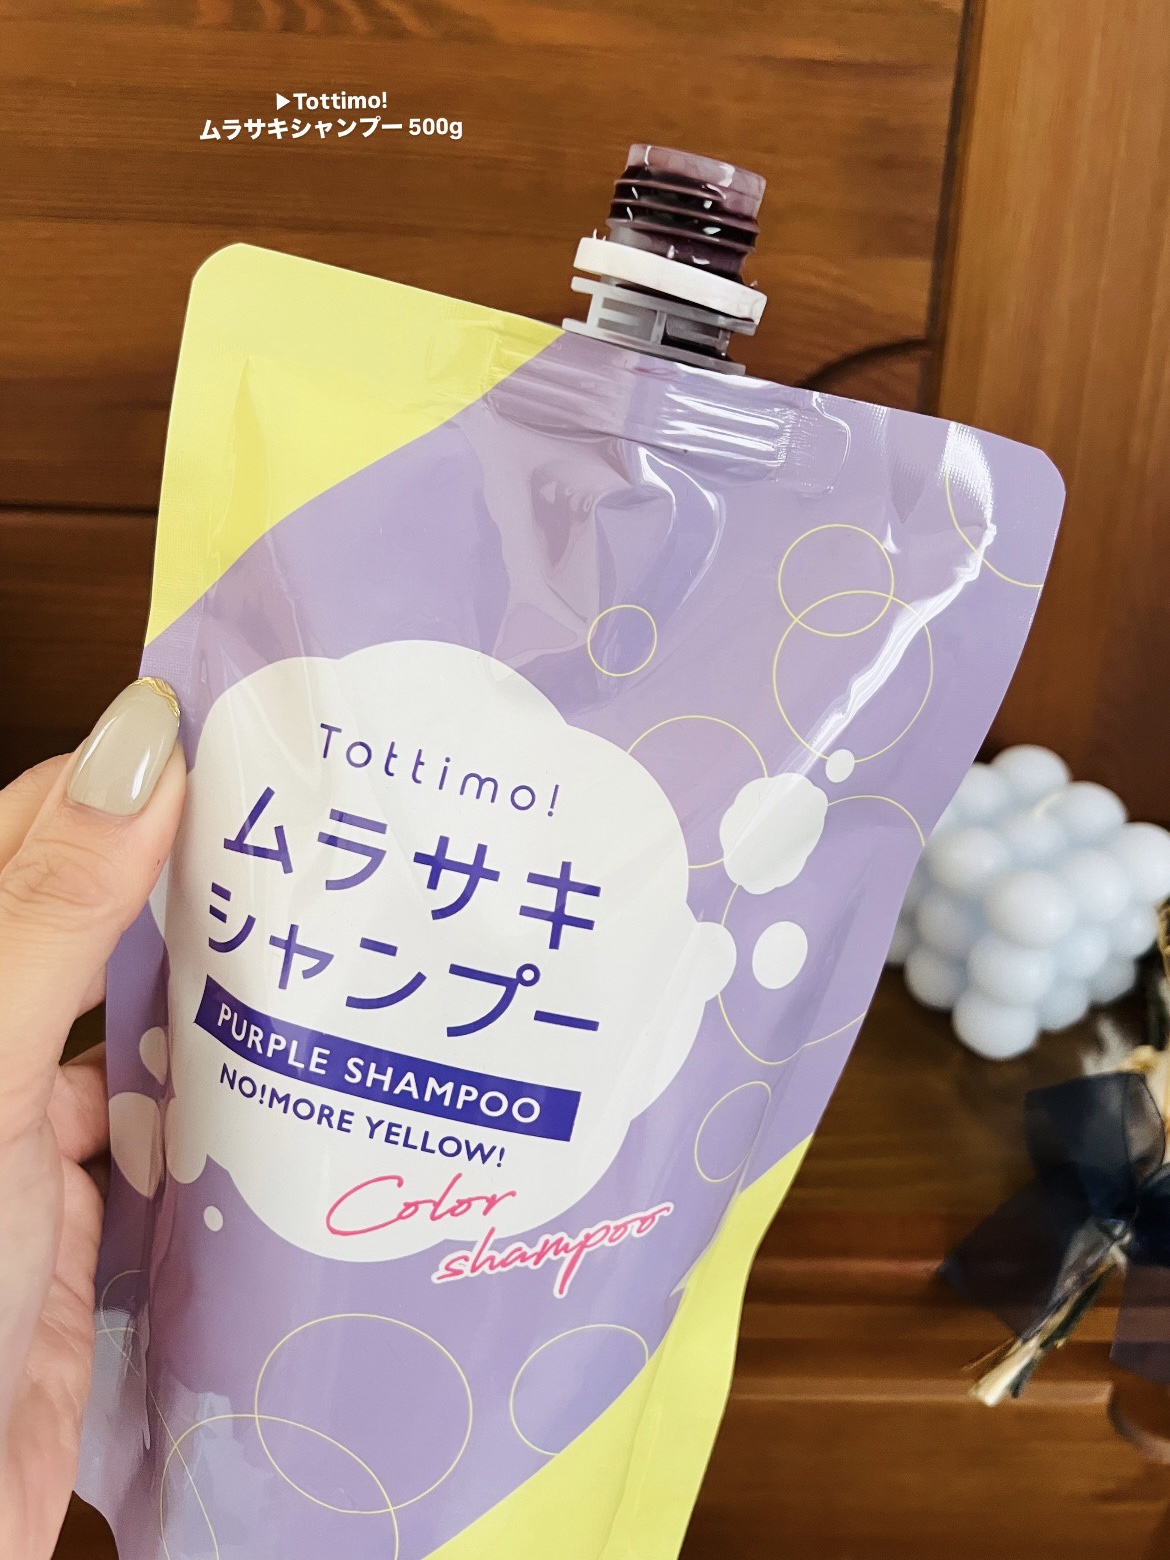 ▶Tottimo!
ムラサキシャンプー 500g
Tottimo!
ムラサキ
シャンプー
PURPLE SHAMPOO
NO!MORE YELLOW!
Color
shampoo